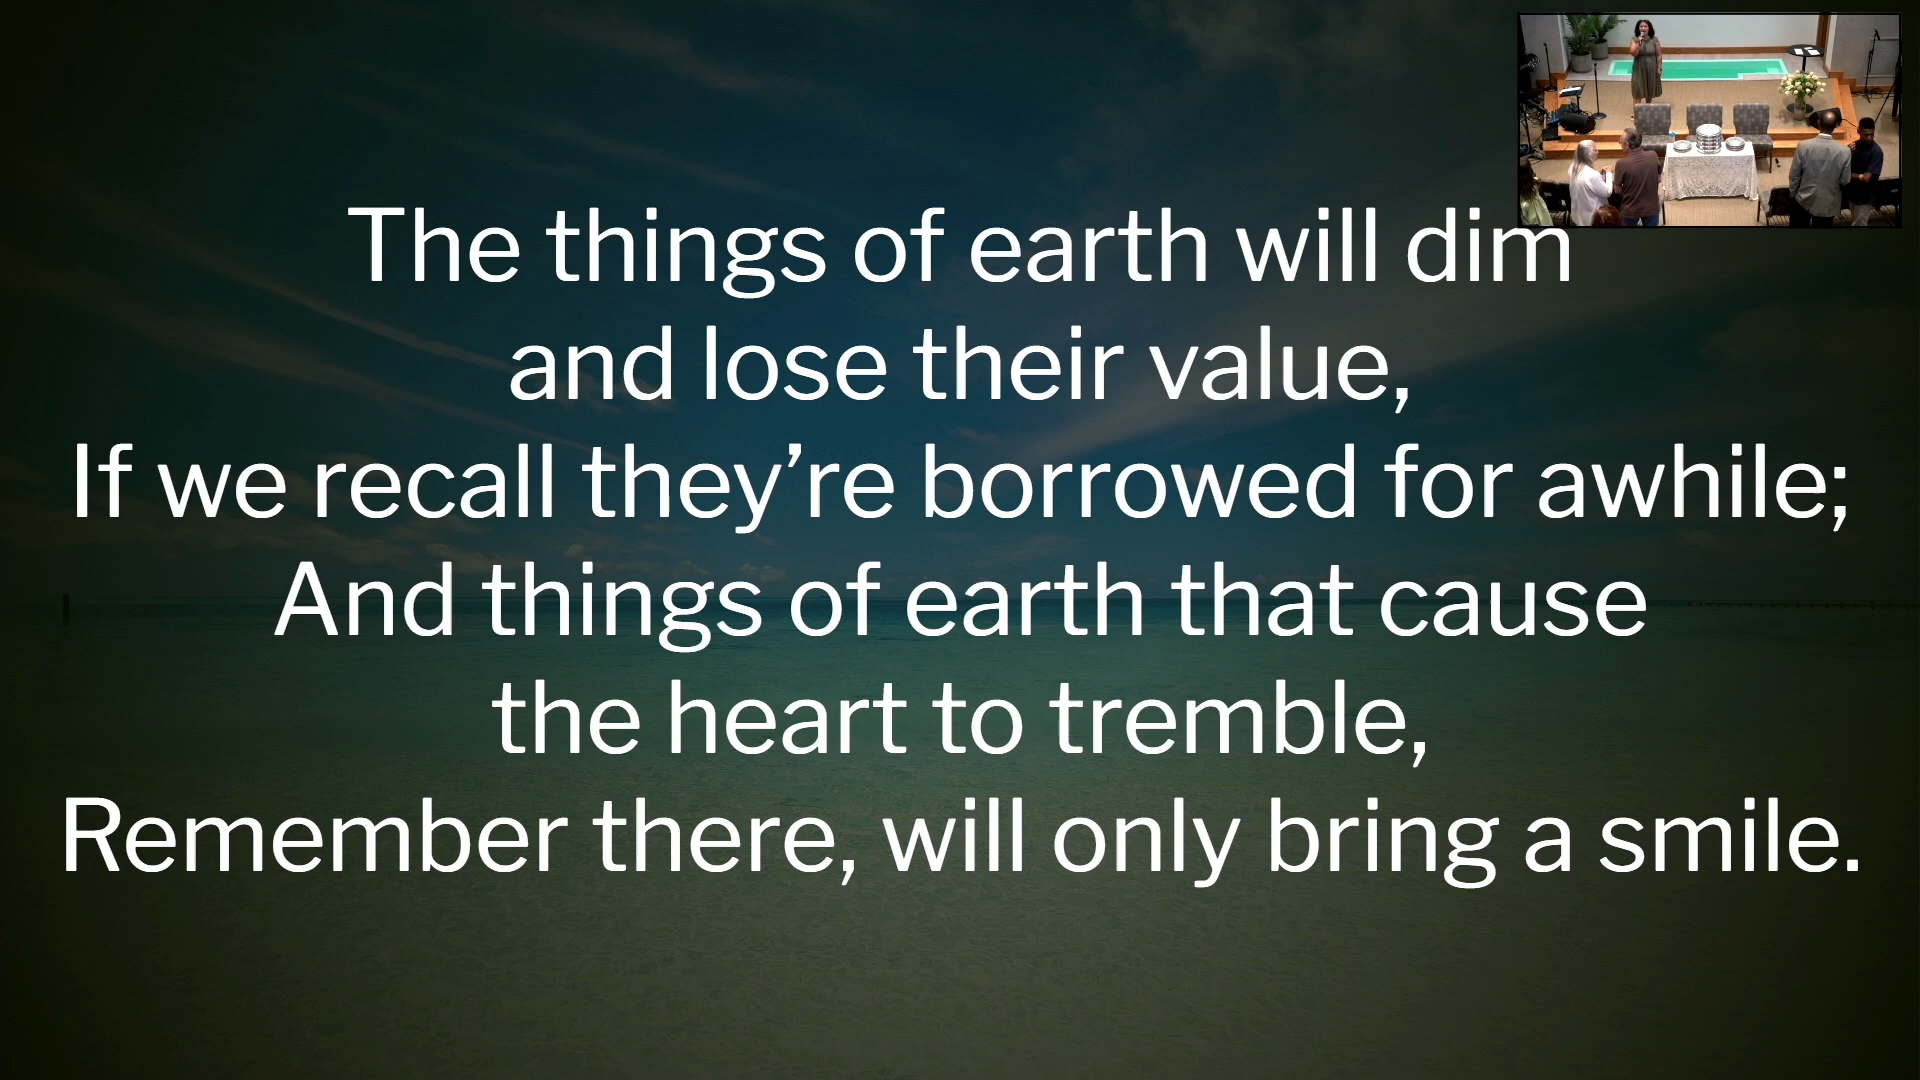 The things of earth will dim
and lose their value,
If we recall they’re borrowed for awhile;
And things of earth that cause
the heart to tremble,
Remember there, will only bring a smile.